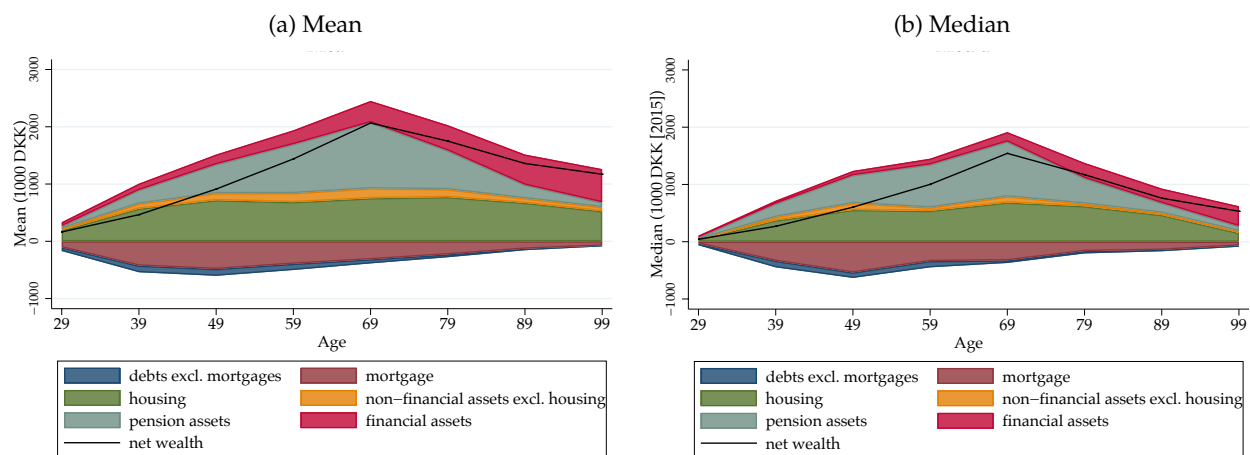 (a) Mean
(b) Median
3000
2000
1000
0
−1000
Mean (1000 DKK)
29 39 49 59 69 79 89 99
Age
debts excl. mortgages
mortgage
housing
non−financial assets excl. housing
pension assets
financial assets
net wealth
3000
2000
1000
0
−1000
Median (1000 DKK [2015])
29 39 49 59 69 79 89 99
Age
debts excl. mortgages
mortgage
housing
non−financial assets excl. housing
pension assets
financial assets
net wealth